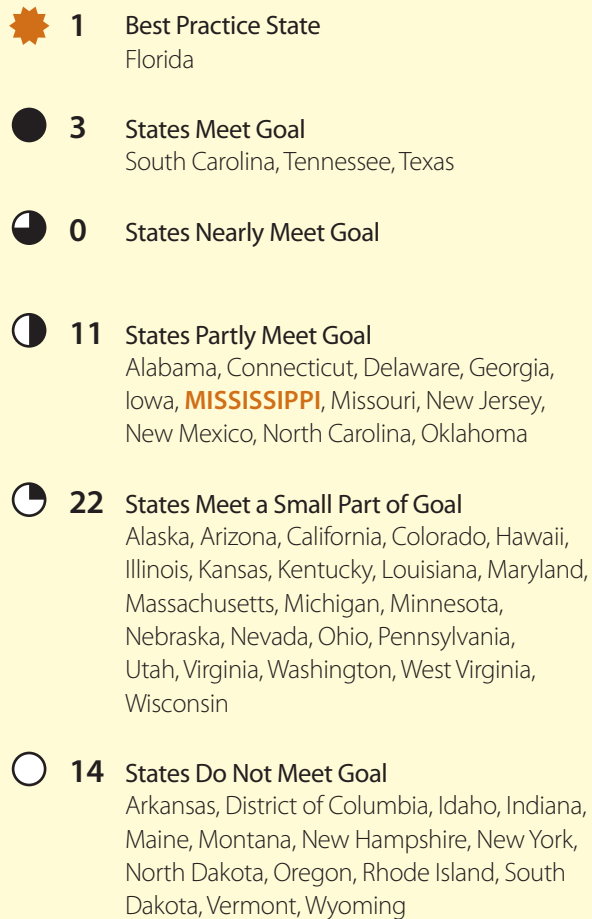 1 Best Practice State
Florida
3 States Meet Goal
South Carolina, Tennessee, Texas
0 States Nearly Meet Goal
11 States Partly Meet Goal
Alabama, Connecticut, Delaware, Georgia,
Iowa, MISSISSIPPI, Missouri, New Jersey,
New Mexico, North Carolina, Oklahoma
22 States Meet a Small Part of Goal
Alaska, Arizona, California, Colorado, Hawaii,
Illinois, Kansas, Kentucky, Louisiana, Maryland,
Massachusetts, Michigan, Minnesota,
Nebraska, Nevada, Ohio, Pennsylvania,
Utah, Virginia, Washington, West Virginia,
Wisconsin
14 States Do Not Meet Goal
Arkansas, District of Columbia, Idaho, Indiana,
Maine, Montana, New Hampshire, New York,
North Dakota, Oregon, Rhode Island, South
Dakota, Vermont, Wyoming